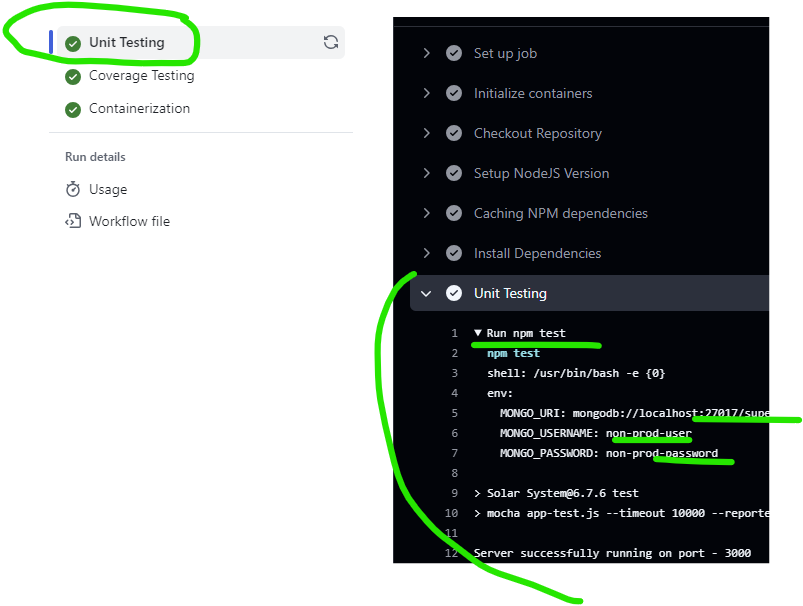 Unit Testing
Coverage Testing
Containerization
Run details
Usage
Workflow file
Set up job
Initialize containers
Checkout Repository
Setup NodeJS Version
Caching NPM dependencies
Install Dependencies
Unit Testing
1 ▼ Run npm test
2 npm test
3 shell: /usr/bin/bash -e {0}
4 env:
5 MONGO_URI: mongodb://localhost:27017/supe
6 MONGO_USERNAME: non-prod-user
7 MONGO_PASSWORD: non-prod-password
8
9 > Solar System@6.7.6 test
10 > mocha app-test.js --timeout 10000 --reporte
11
12 Server successfully running on port - 3000